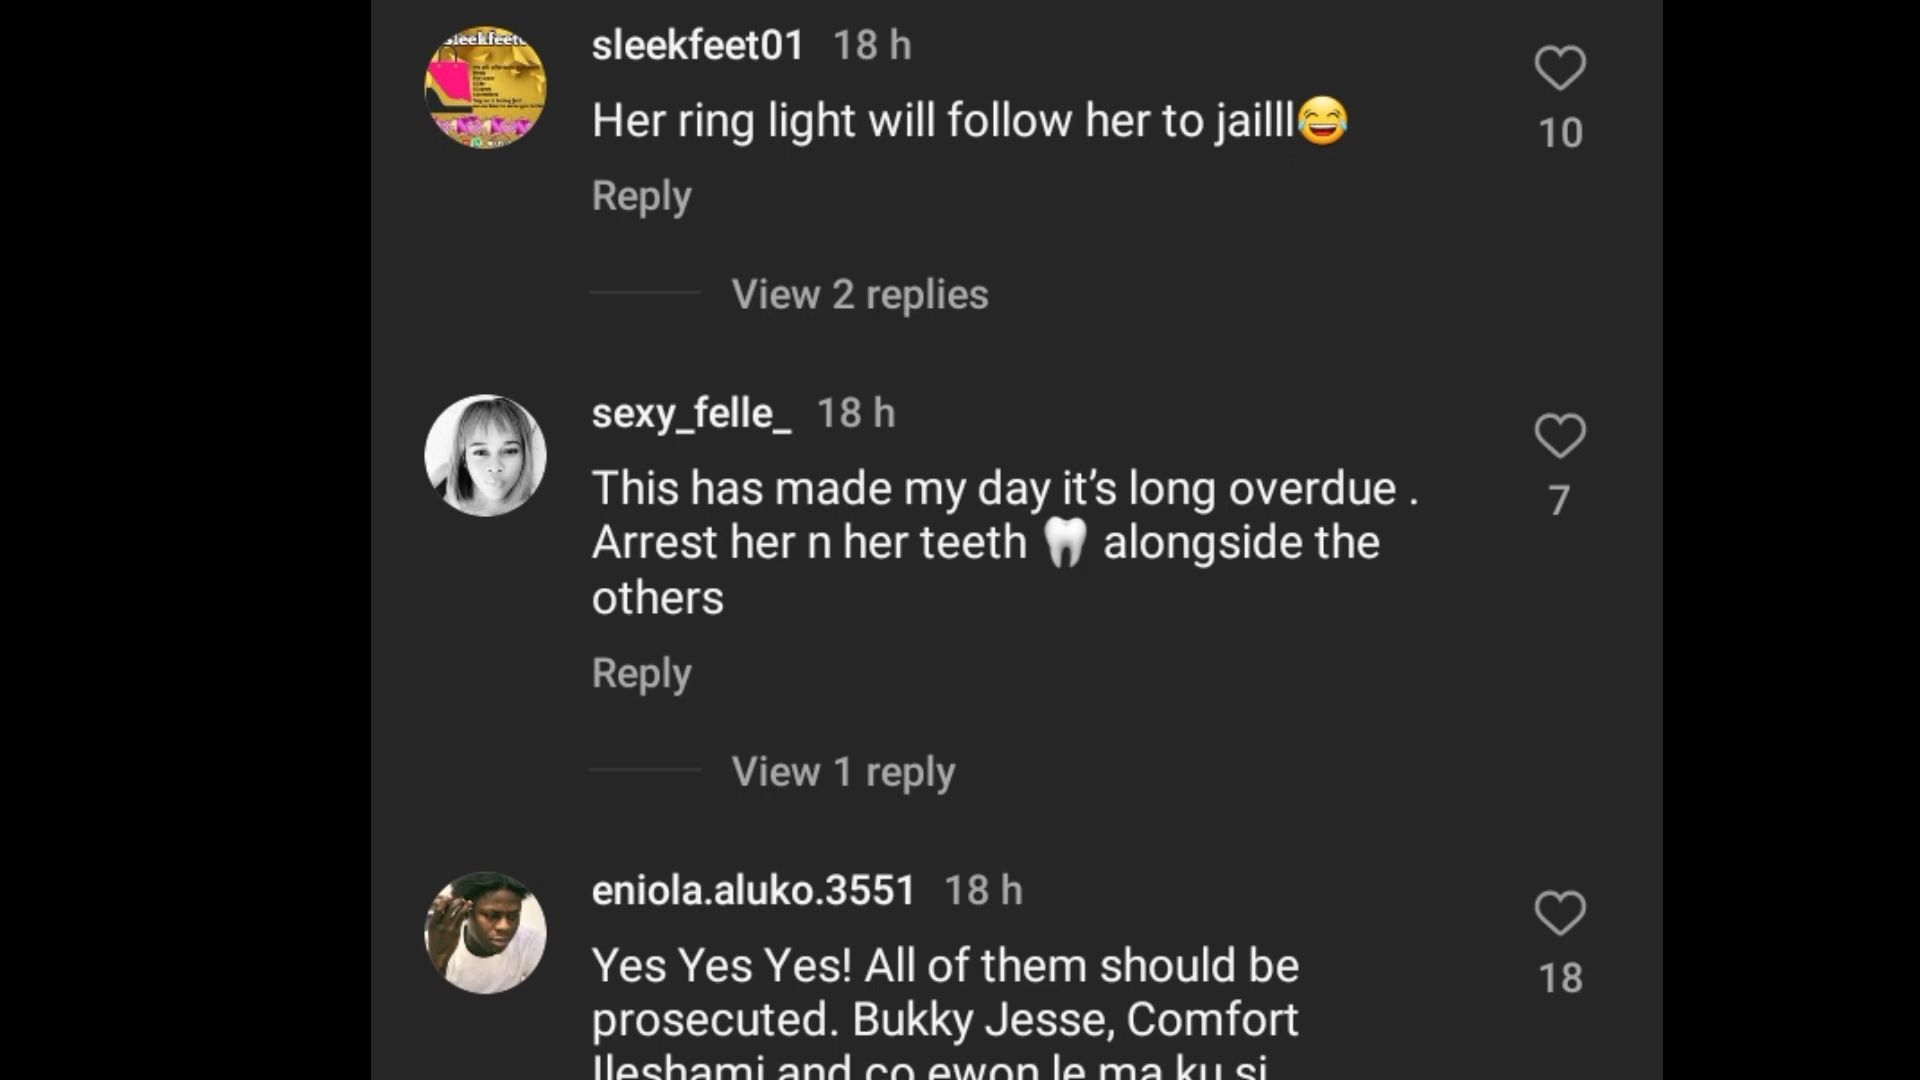 sleekfeet01 18 h
Her ring light will follow her to jailll😂
10
Reply
View 2 replies
sexy_felle_ 18 h
This has made my day it’s long overdue .
Arrest her n her teeth 🦷 alongside the
others
7
Reply
View 1 reply
eniola.aluko.3551 18 h
Yes Yes Yes! All of them should be
prosecuted. Bukky Jesse, Comfort
Ileshami and co ewon le ma ku si
18